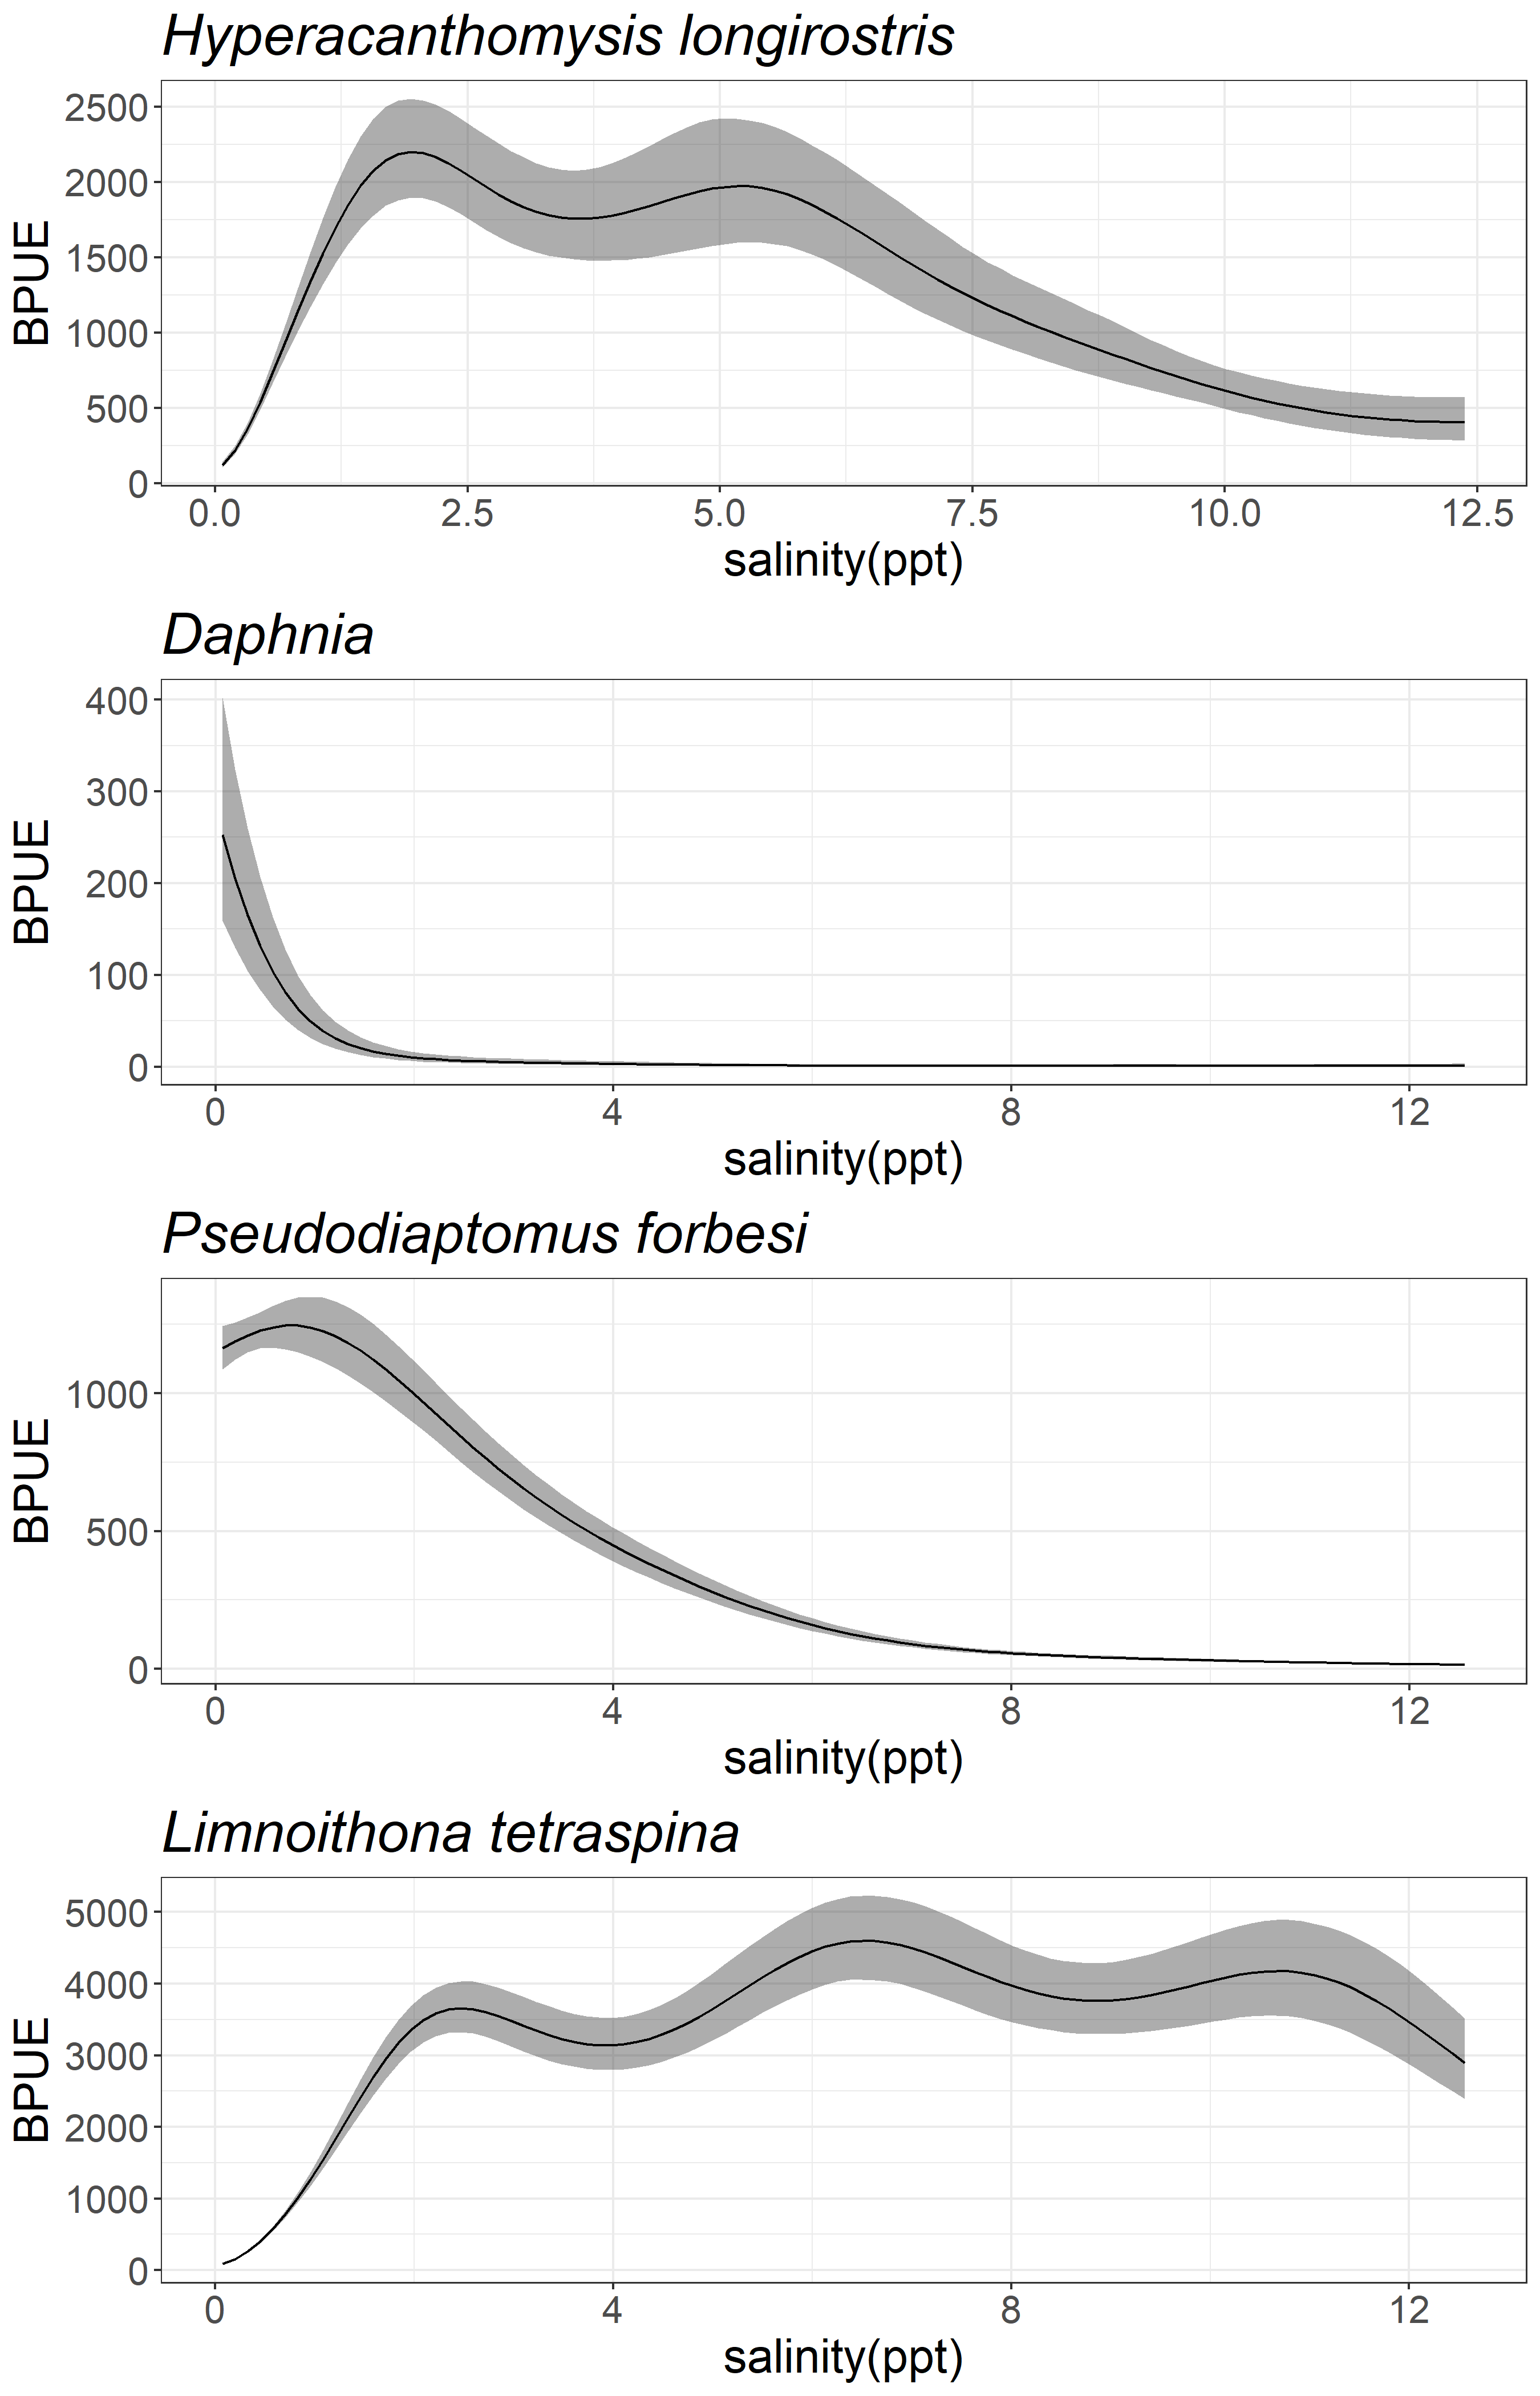 Hyperacanthomysis longirostris
BPUE
2500
2000
1500
1000
500
0
0.0 2.5 5.0 7.5 10.0 12.5
salinity(ppt)
Daphnia
BPUE
400
300
200
100
0
0 4 8 12
salinity(ppt)
Pseudodiaptomus forbesi
BPUE
1000
500
0
0 4 8 12
salinity(ppt)
Limnoithona tetraspina
BPUE
5000
4000
3000
2000
1000
0
0 4 8 12
salinity(ppt)